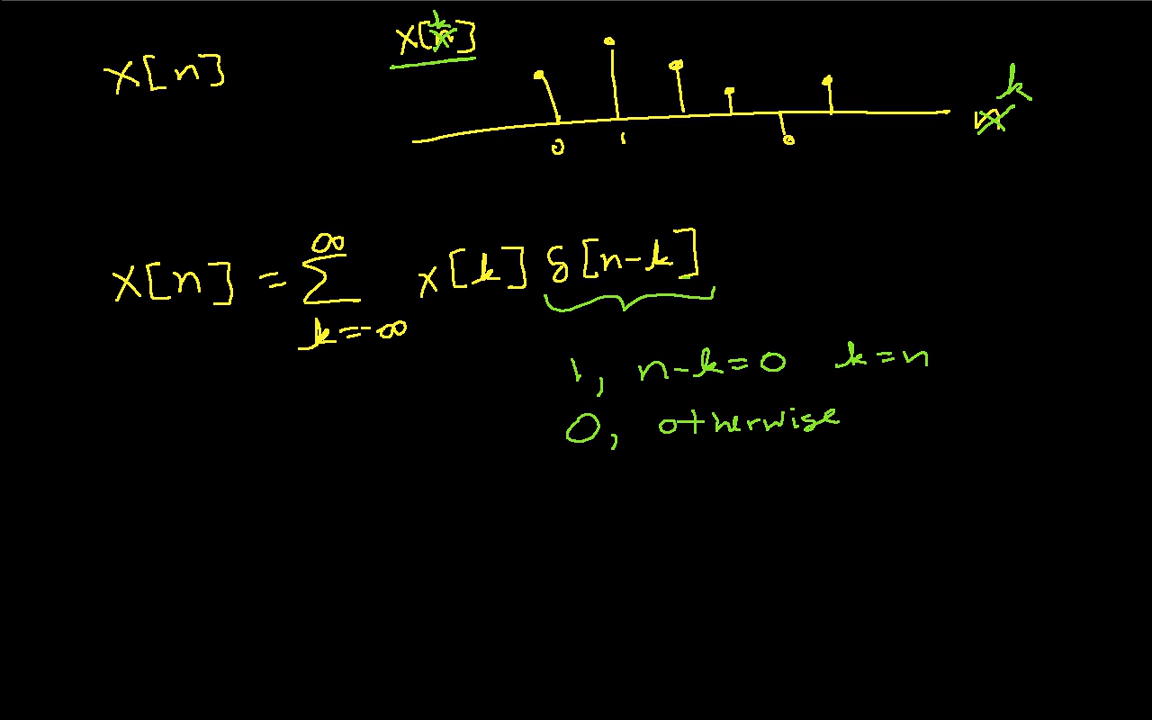 x[n] x[k] k
n
0 1
x[n] = ∞∑k=-∞ x[k] δ[n-k]
1, n-k=0 k=n
0, otherwise